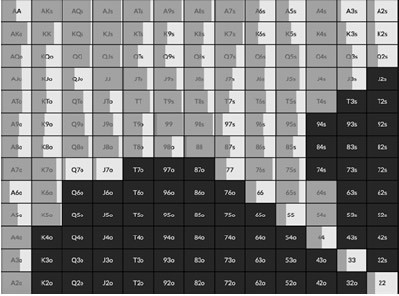 AA AKs AQs AJs ATs A9s A8s A7s A6s A5s A4s A3s A2s
AKo KK KQs KJs KTs K9s K8s K7s K6s K5s K4s K3s K2s
AQo KQo QQ QJs QTs Q9s Q8s Q7s Q6s Q5s Q4s Q3s Q2s
AJo KJo QJo JJ JTs J9s J8s J7s J6s J5s J4s J3s J2s
ATo KTo QTo JTo TT T9s T8s T7s T6s T5s T4s T3s T2s
A9o K9o Q9o J9o T9o 99 98s 97s 96s 95s 94s 93s 92s
A8o K8o Q8o J8o T8o 98o 88 87s 86s 85s 84s 83s 82s
A7o K7o Q7o J7o T7o 97o 87o 77 76s 75s 74s 73s 72s
A6o K6o Q6o J6o T6o 96o 86o 76o 66 65s 64s 63s 62s
A5o K5o Q5o J5o T5o 95o 85o 75o 65o 55 54s 53s 52s
A4o K4o Q4o J4o T4o 94o 84o 74o 64o 54o 44 43s 42s
A3o K3o Q3o J3o T3o 93o 83o 73o 63o 53o 43o 33 32s
A2o K2o Q2o J2o T2o 92o 82o 72o 62o 52o 42o 32o 22